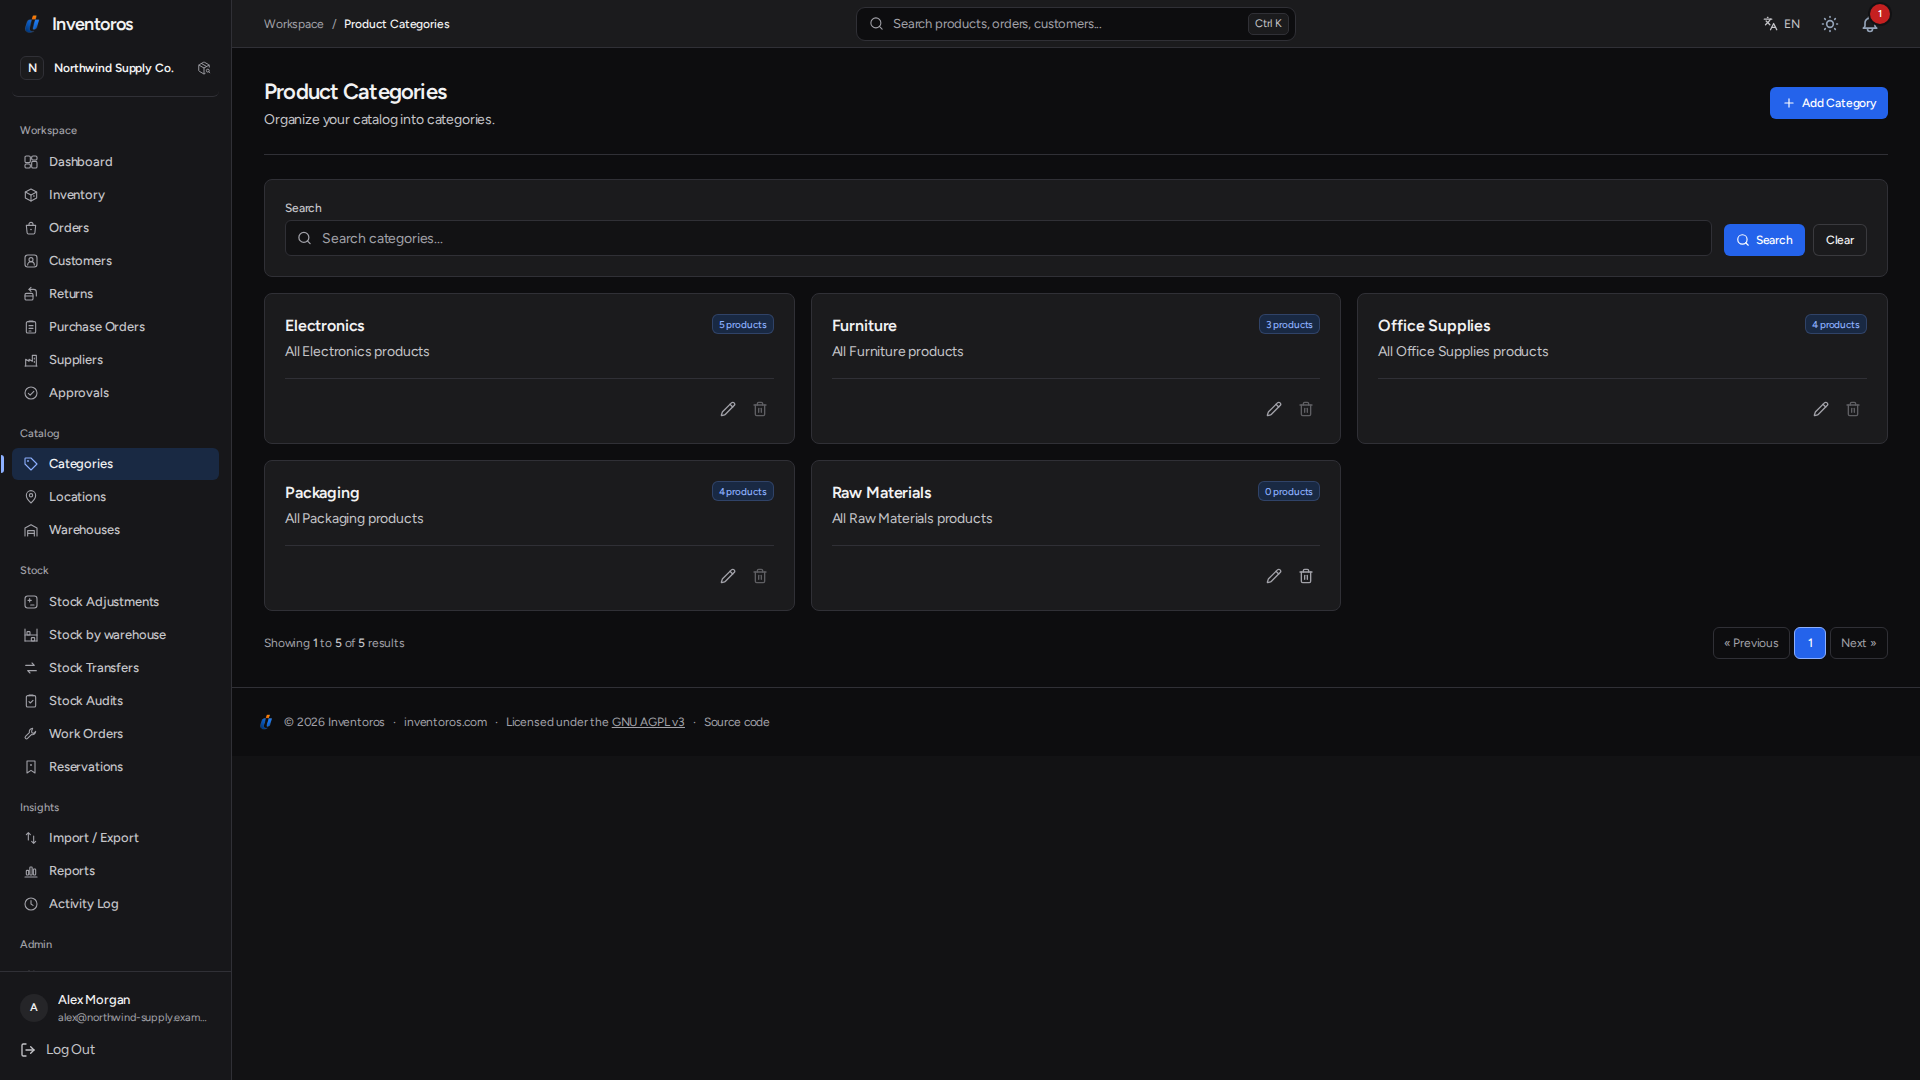 Inventoros
N Northwind Supply Co.
Workspace
Dashboard
Inventory
Orders
Customers
Returns
Purchase Orders
Suppliers
Approvals
Catalog
Categories
Locations
Warehouses
Stock
Stock Adjustments
Stock by warehouse
Stock Transfers
Stock Audits
Work Orders
Reservations
Insights
Import / Export
Reports
Activity Log
Admin
A
Alex Morgan
alex@northwind-supply.exam...
Log Out
Workspace / Product Categories
Search products, orders, customers... Ctrl K
EN
1
Product Categories
Organize your catalog into categories.
Add Category
Search
Search categories...
Search
Clear
Electronics
5 products
All Electronics products
Furniture
3 products
All Furniture products
Office Supplies
4 products
All Office Supplies products
Packaging
4 products
All Packaging products
Raw Materials
0 products
All Raw Materials products
Showing 1 to 5 of 5 results
« Previous 1 Next »
© 2026 Inventoros · inventoros.com · Licensed under the GNU AGPL v3 · Source code